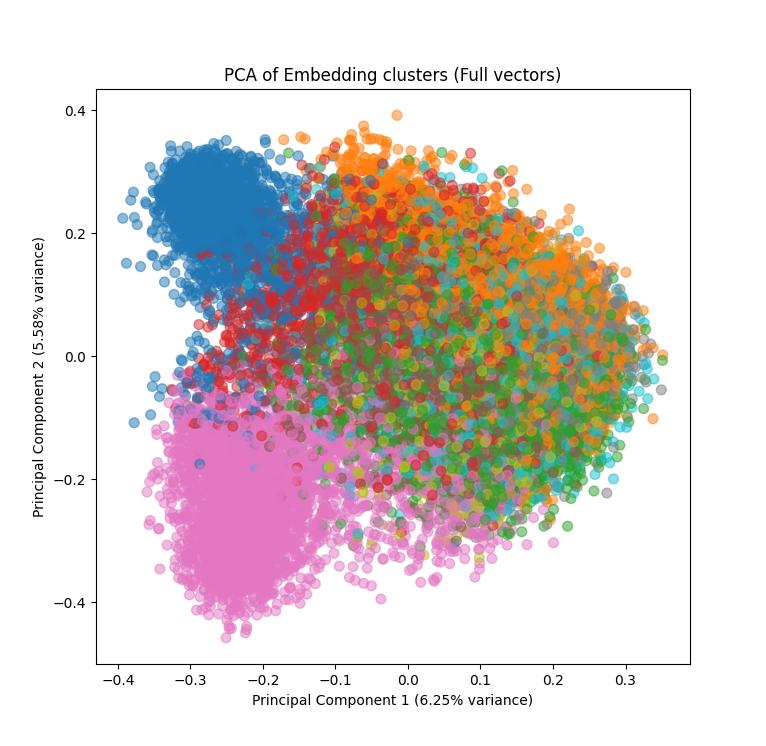 PCA of Embedding clusters (Full vectors)
0.4
0.2
0.0
−0.2
−0.4
Principal Component 2 (5.58% variance)
−0.4 −0.3 −0.2 −0.1 0.0 0.1 0.2 0.3
Principal Component 1 (6.25% variance)